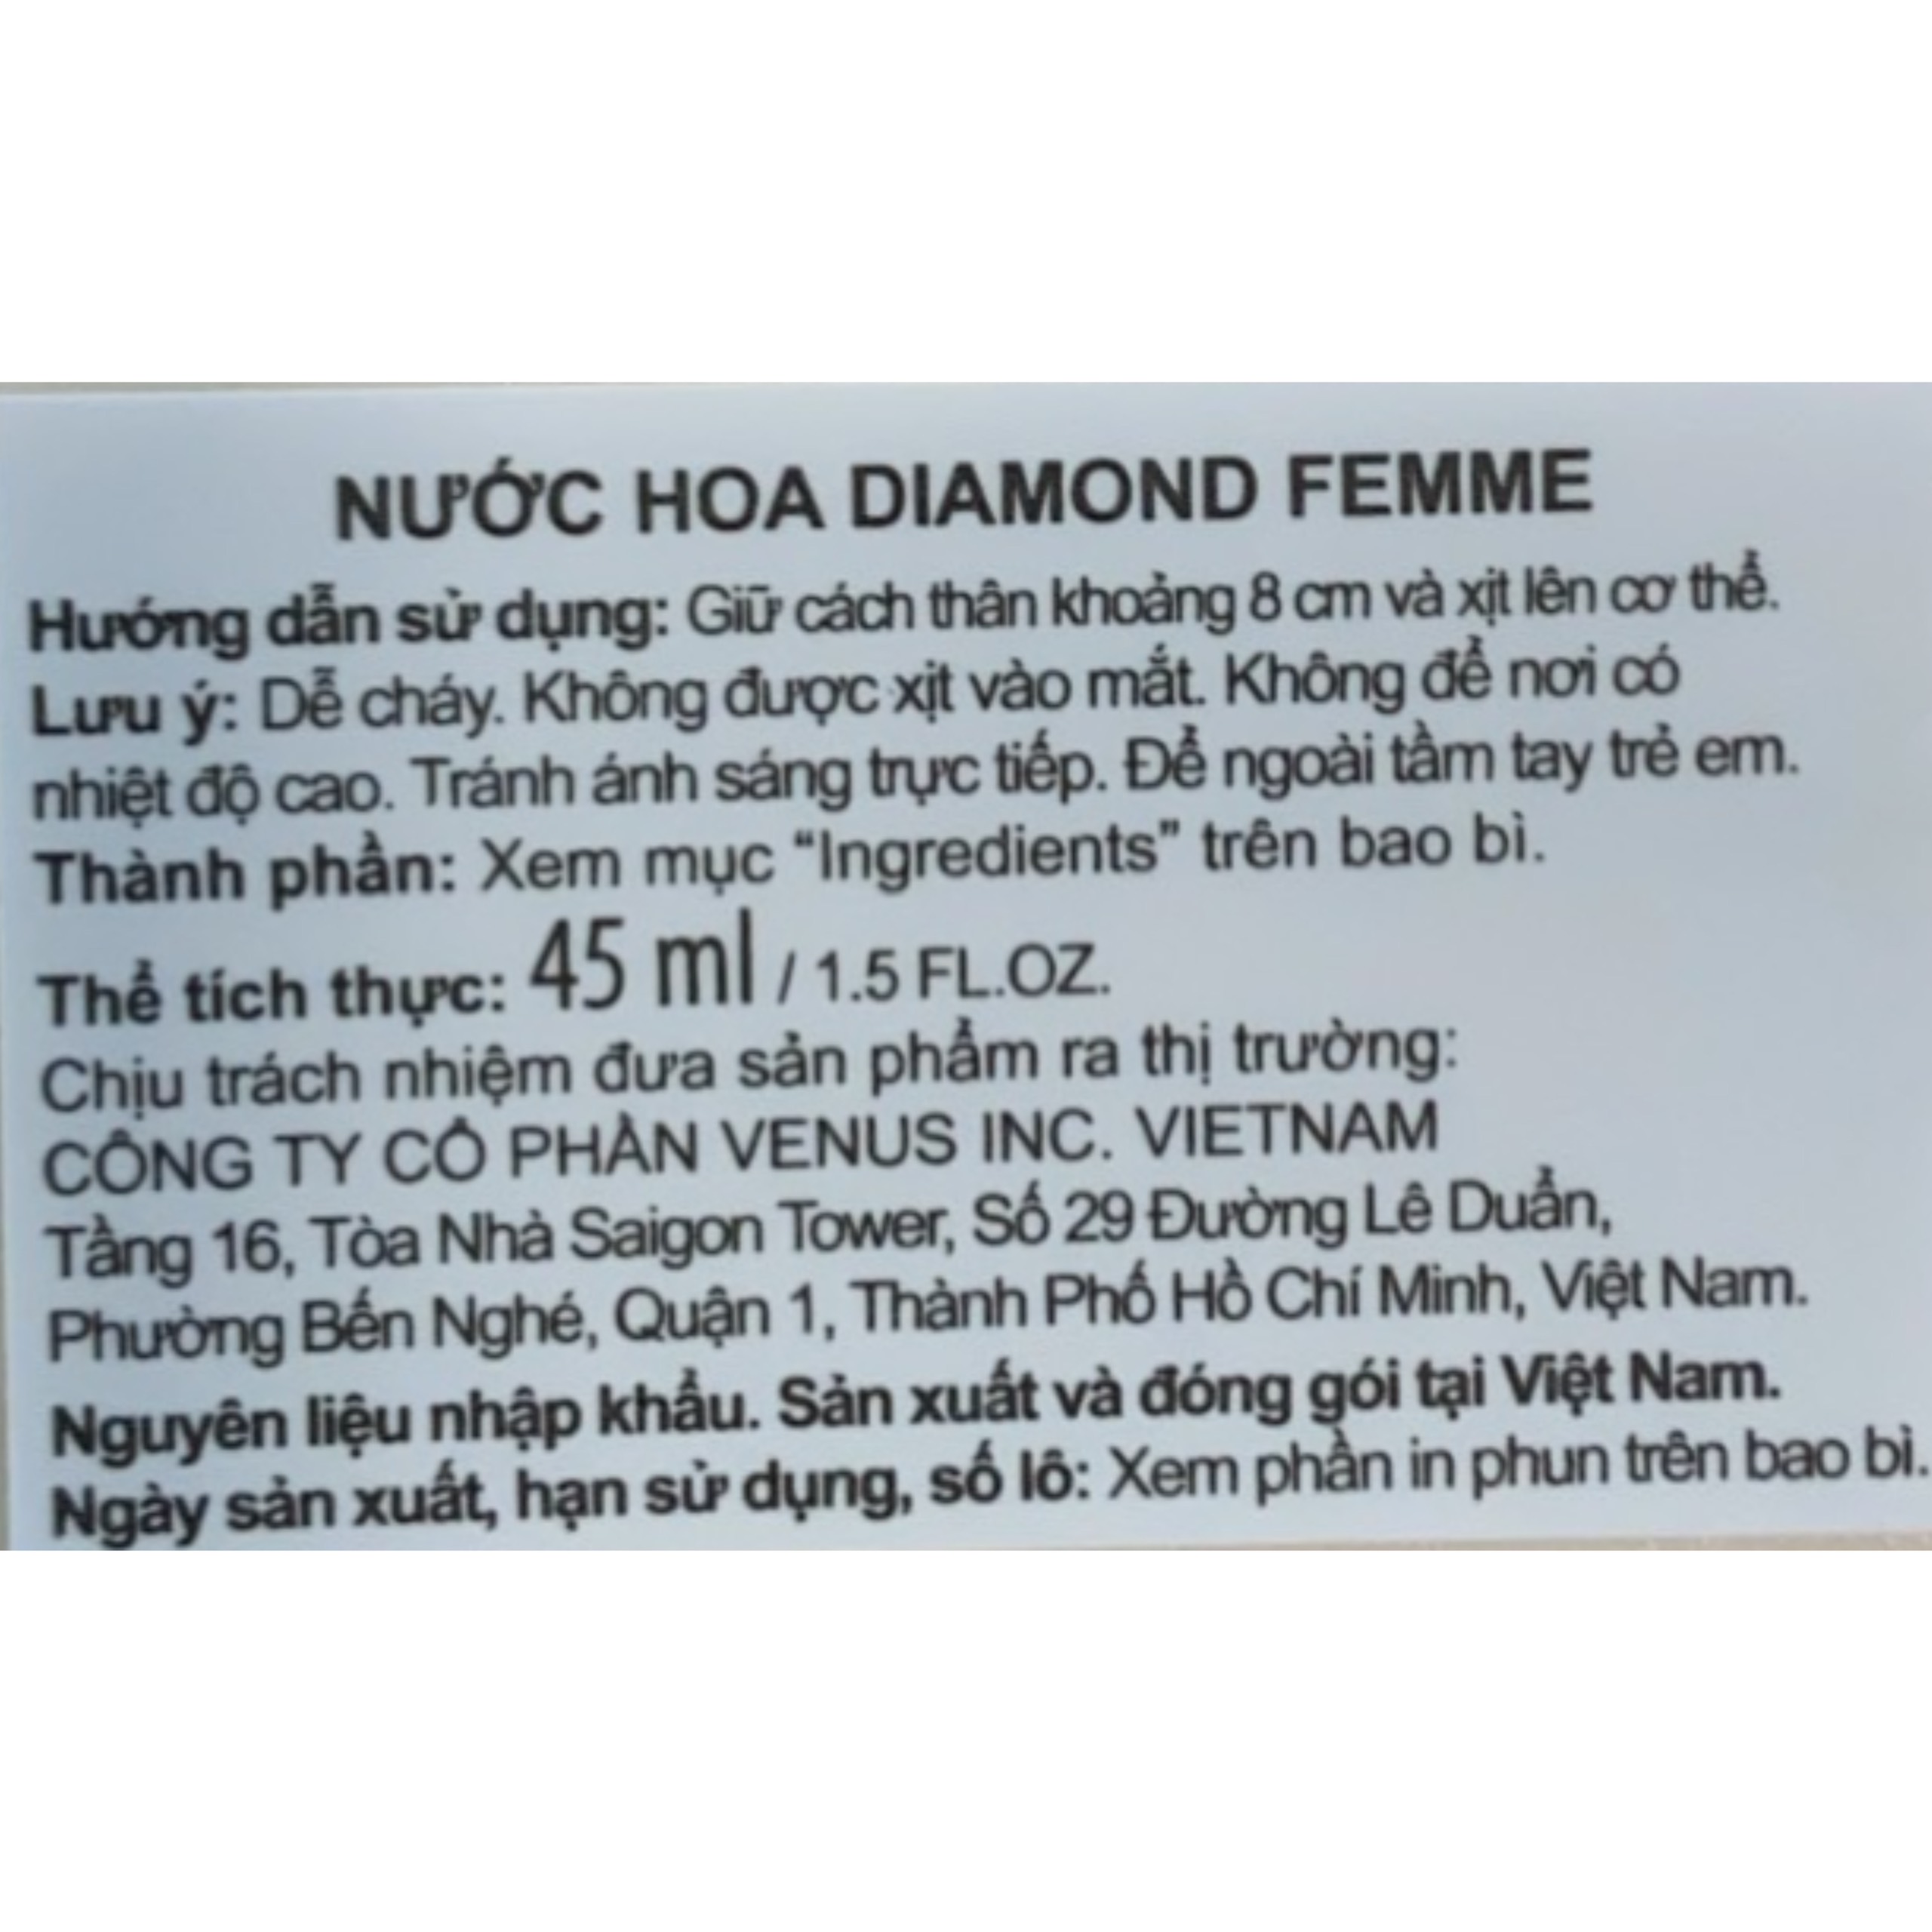 NƯỚC HOA DIAMOND FEMME
Hướng dẫn sử dụng: Giữ cách thân khoảng 8 cm và xịt lên cơ thể.
Lưu ý: Dễ cháy. Không được xịt vào mắt. Không để nơi có
nhiệt độ cao. Tránh ánh sáng trực tiếp. Để ngoài tầm tay trẻ em.
Thành phần: Xem mục “Ingredients” trên bao bì.
Thể tích thực: 45 ml / 1.5 FL.OZ.
Chịu trách nhiệm đưa sản phẩm ra thị trường:
CÔNG TY CỔ PHẦN VENUS INC. VIETNAM
Tầng 16, Tòa Nhà Saigon Tower, Số 29 Đường Lê Duẩn,
Phường Bến Nghé, Quận 1, Thành Phố Hồ Chí Minh, Việt Nam.
Nguyên liệu nhập khẩu. Sản xuất và đóng gói tại Việt Nam.
Ngày sản xuất, hạn sử dụng, số lô: Xem phần in phun trên bao bì.